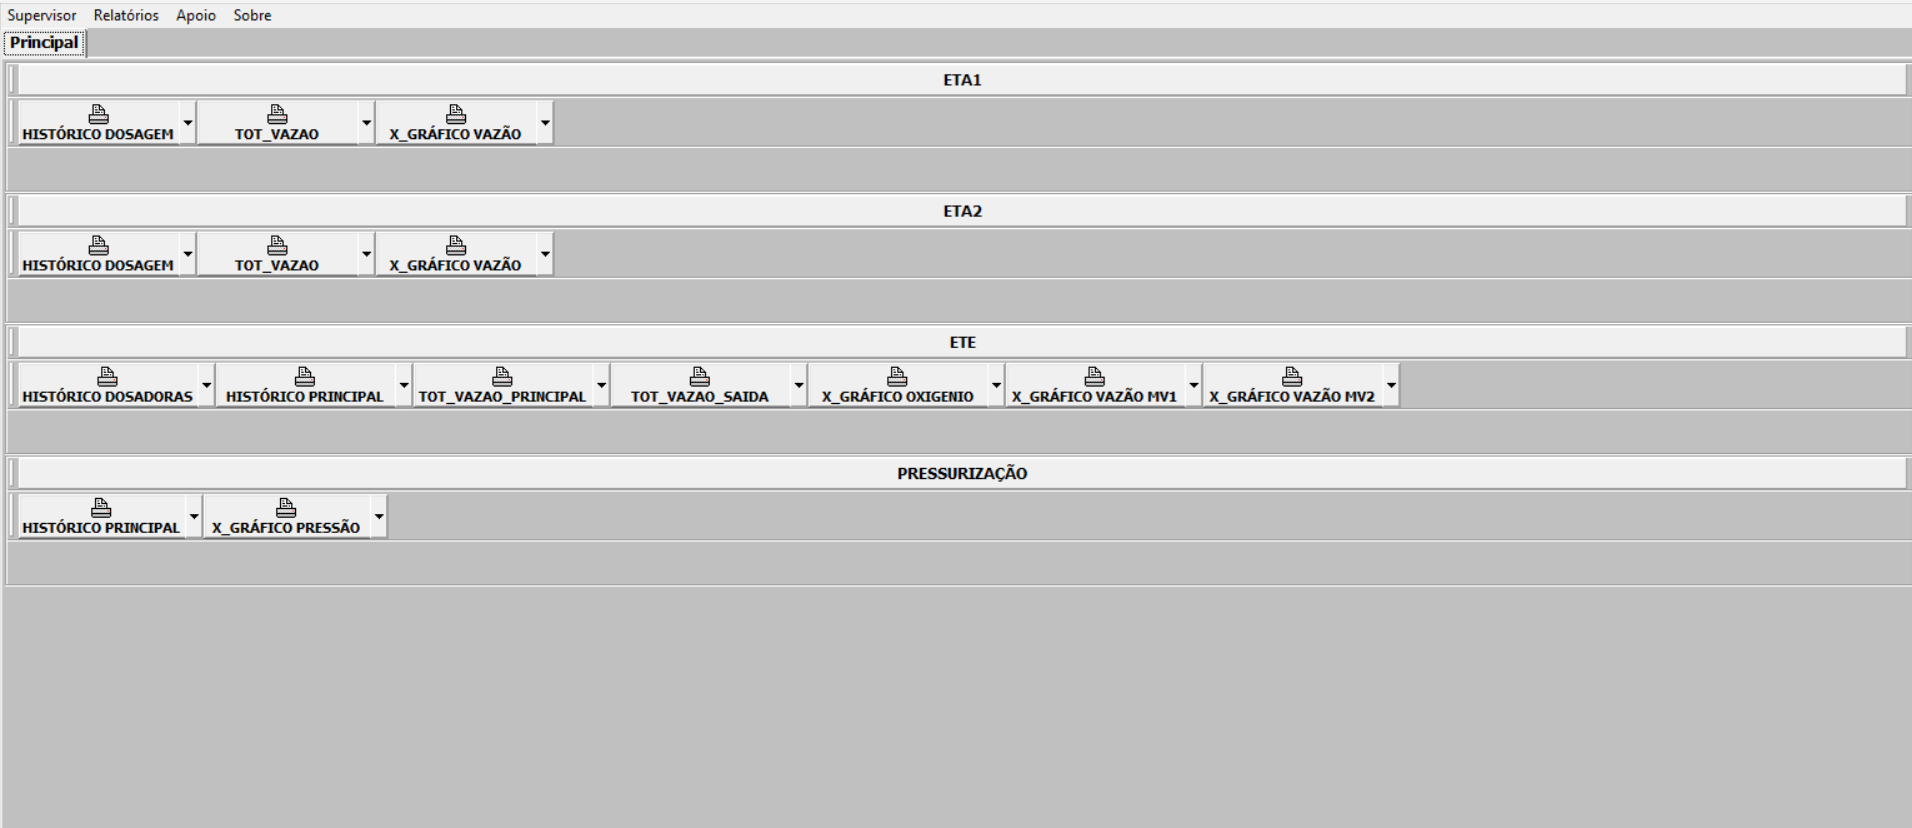 Supervisor Relatórios Apoio Sobre
Principal
ETA1
HISTÓRICO DOSAGEM TOT_VAZAO X_GRÁFICO VAZÃO
ETA2
HISTÓRICO DOSAGEM TOT_VAZAO X_GRÁFICO VAZÃO
ETE
HISTÓRICO DOSADORAS HISTÓRICO PRINCIPAL TOT_VAZAO_PRINCIPAL TOT_VAZAO_SAIDA X_GRÁFICO OXIGENIO X_GRÁFICO VAZÃO MV1 X_GRÁFICO VAZÃO MV2
PRESSURIZAÇÃO
HISTÓRICO PRINCIPAL X_GRÁFICO PRESSÃO